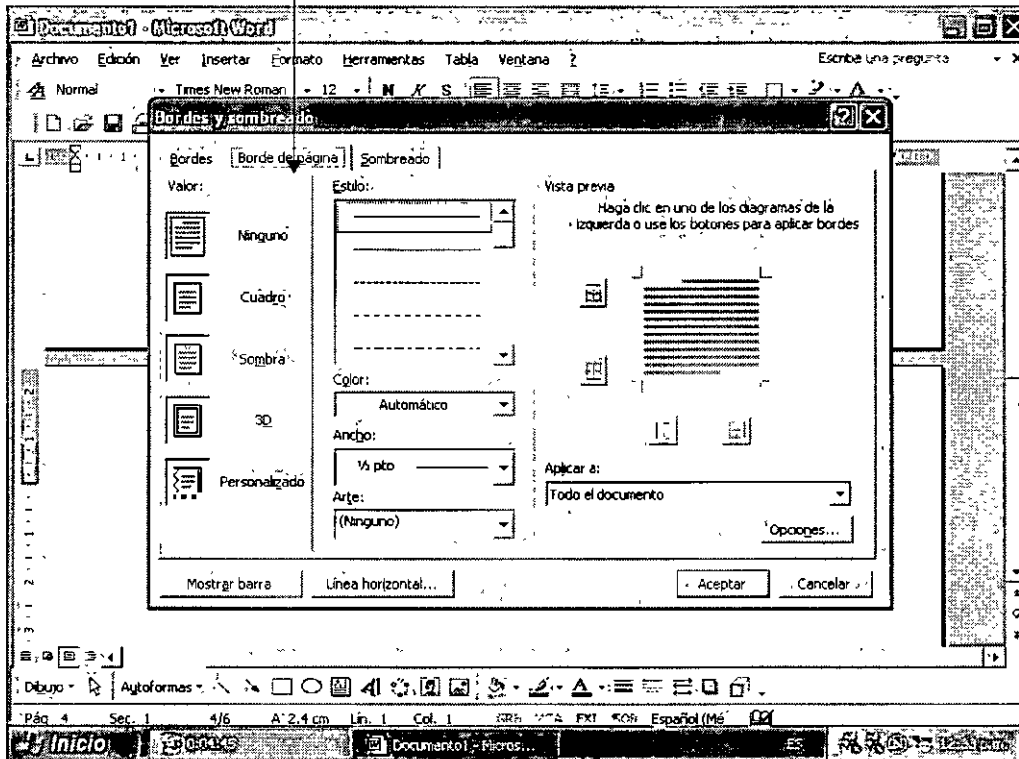 Documento1 - Microsoft Word
Archivo Edición Ver Insertar Formato Herramientas Tabla Ventana ? Escriba una pregunta
Normal Times New Roman 12 N K S
Bordes y sombreado
Bordes Borde de página Sombreado
Valor: Estilo: Vista previa
Haga clic en uno de los diagramas de la
izquierda o use los botones para aplicar bordes
Ninguno
Cuadro
Sombra
Color:
Automático
3D
Ancho:
½ pto
Personalizado
Aplicar a:
Arte:
Todo el documento
(Ninguno)
Opciones...
Mostrar barra Línea horizontal... Aceptar Cancelar
Dibujo Autoformas
Pág. 4 Sec. 1 4/6 A 2.4 cm Lín. 1 Col. 1 GRB MCA EXT SOB Español (Mé
Inicio Documento1 - Micros... ES